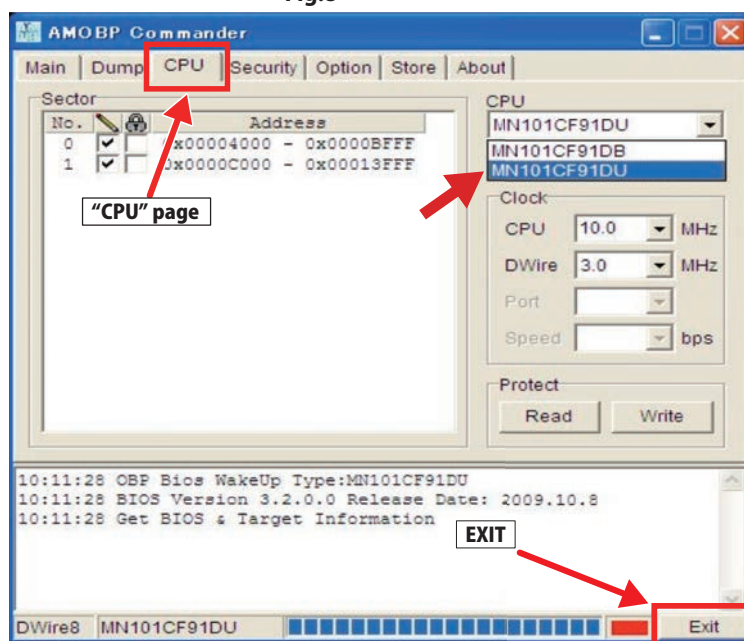 AMOBP Commander
Main Dump CPU Security Option Store About
Sector
No. Address
0 0x00004000 - 0x0000BFFF
1 0x0000C000 - 0x00013FFF
"CPU" page
CPU
MN101CF91DU
MN101CF91DB
MN101CF91DU
Clock
CPU 10.0 MHz
DWire 3.0 MHz
Port
Speed bps
Protect
Read Write
10:11:28 OBP Bios WakeUp Type:MN101CF91DU
10:11:28 BIOS Version 3.2.0.0 Release Date: 2009.10.8
10:11:28 Get BIOS & Target Information
EXIT
DWire8 MN101CF91DU Exit